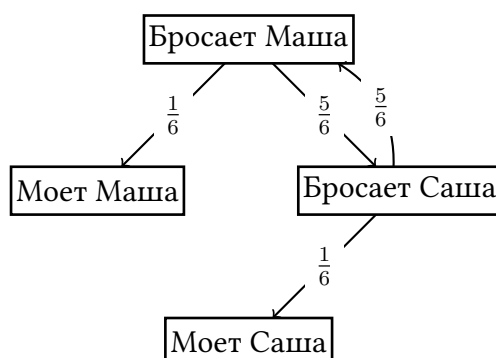 Бросает Маша
1/6
5/6
5/6
Моет Маша
Бросает Саша
1/6
Моет Саша